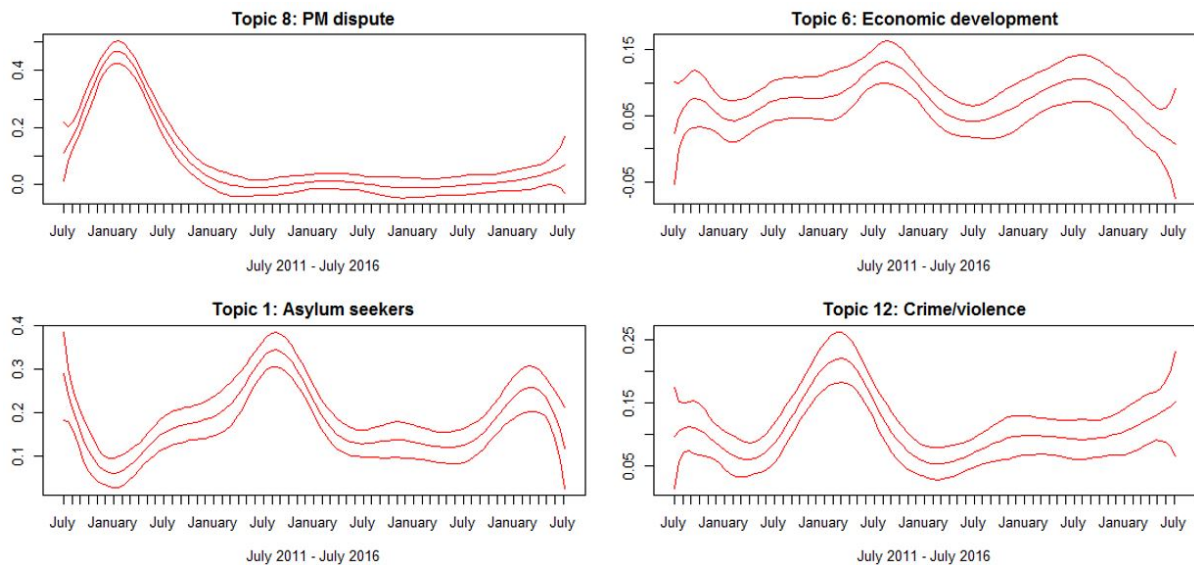 Topic 8: PM dispute
0.4
0.2
0.0
July January July January July January July January July January July
July 2011 - July 2016
Topic 6: Economic development
0.15
0.05
-0.05
July January July January July January July January July January July
July 2011 - July 2016
Topic 1: Asylum seekers
0.4
0.3
0.2
0.1
July January July January July January July January July January July
July 2011 - July 2016
Topic 12: Crime/violence
0.25
0.15
0.05
July January July January July January July January July January July
July 2011 - July 2016